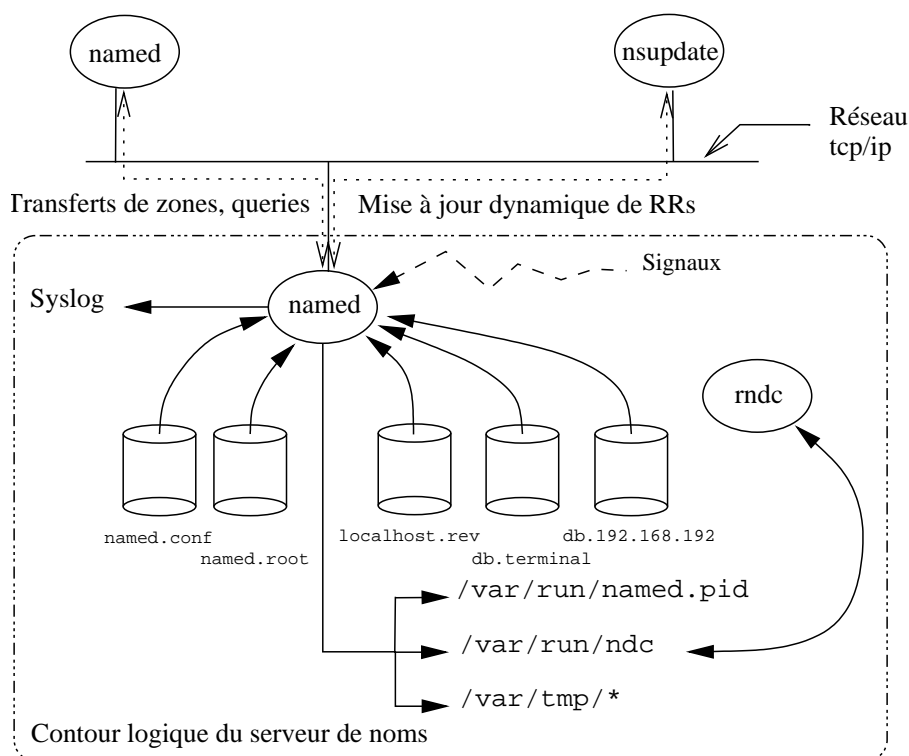 named
nsupdate
Réseau
tcp/ip
Transferts de zones, queries
Mise à jour dynamique de RRs
Signaux
Syslog
named
rndc
named.conf
named.root
localhost.rev
db.terminal
db.192.168.192
/var/run/named.pid
/var/run/ndc
/var/tmp/*
Contour logique du serveur de noms